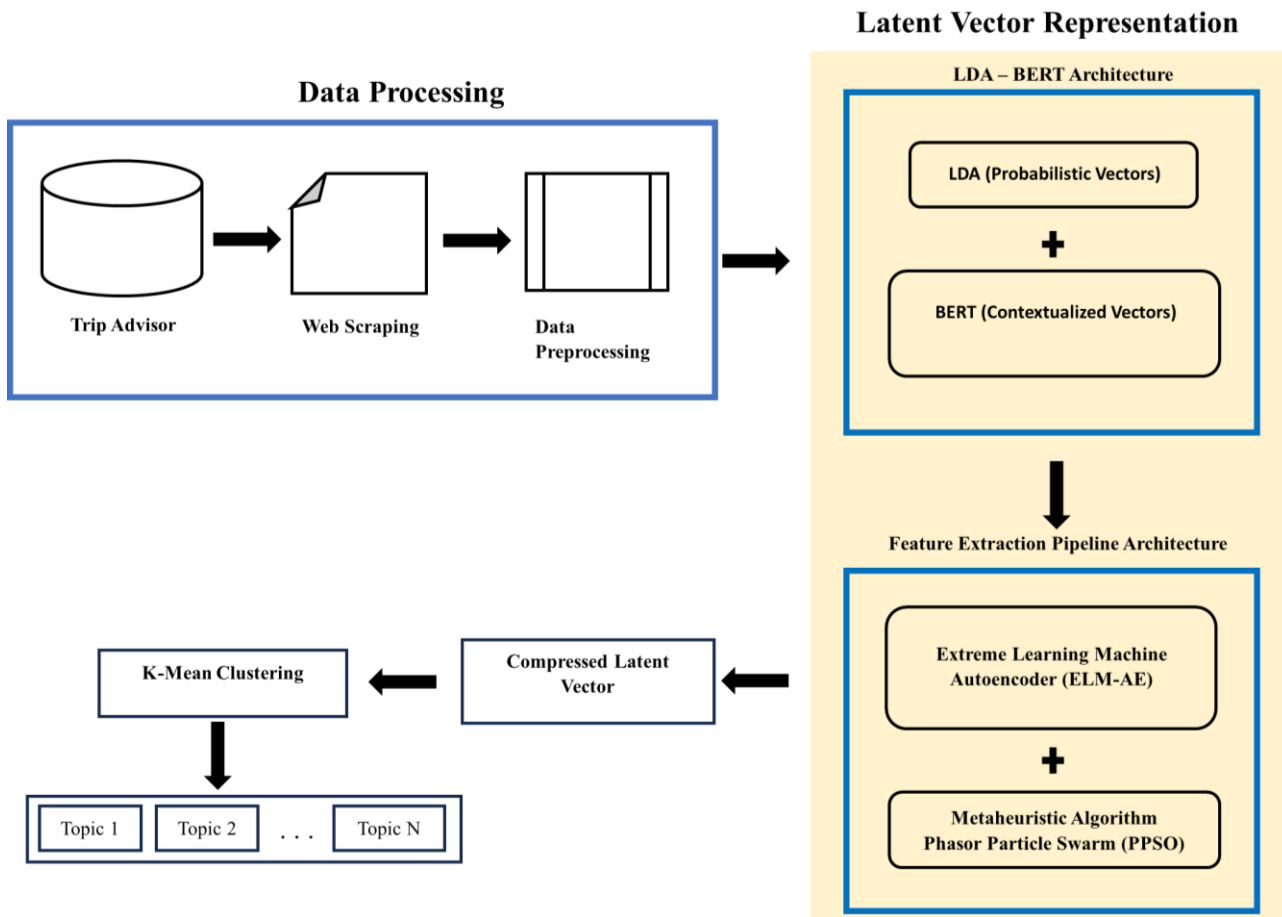 Latent Vector Representation
Data Processing
LDA – BERT Architecture
LDA (Probabilistic Vectors)
BERT (Contextualized Vectors)
Trip Advisor
Web Scraping
Data
Preprocessing
Feature Extraction Pipeline Architecture
Extreme Learning Machine
Autoencoder (ELM-AE)
Metaheuristic Algorithm
Phasor Particle Swarm (PPSO)
Compressed Latent
Vector
K-Mean Clustering
Topic 1
Topic 2
. . .
Topic N